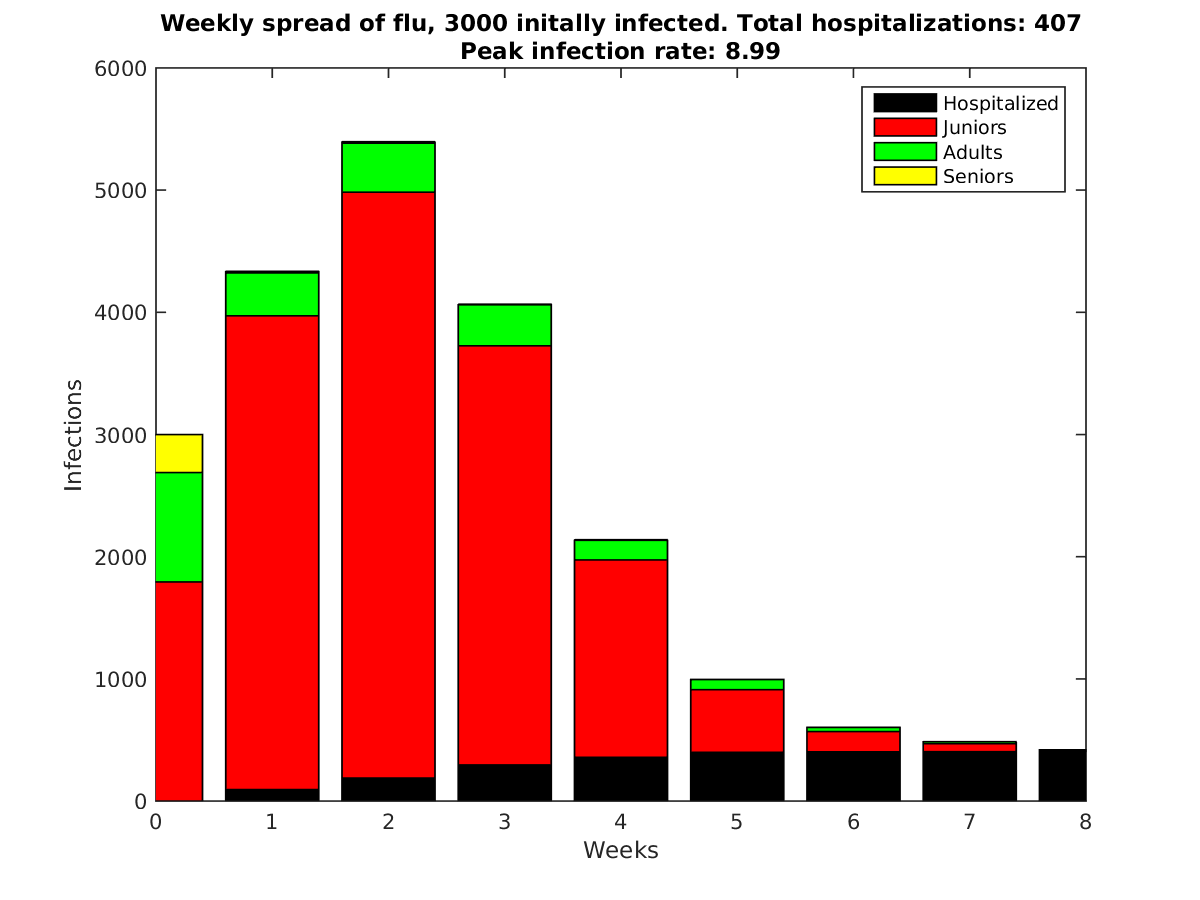 Weekly spread of flu, 3000 initally infected. Total hospitalizations: 407
Peak infection rate: 8.99
6000
5000
4000
3000
2000
1000
0
Infections
Hospitalized
Juniors
Adults
Seniors
0 1 2 3 4 5 6 7 8
Weeks